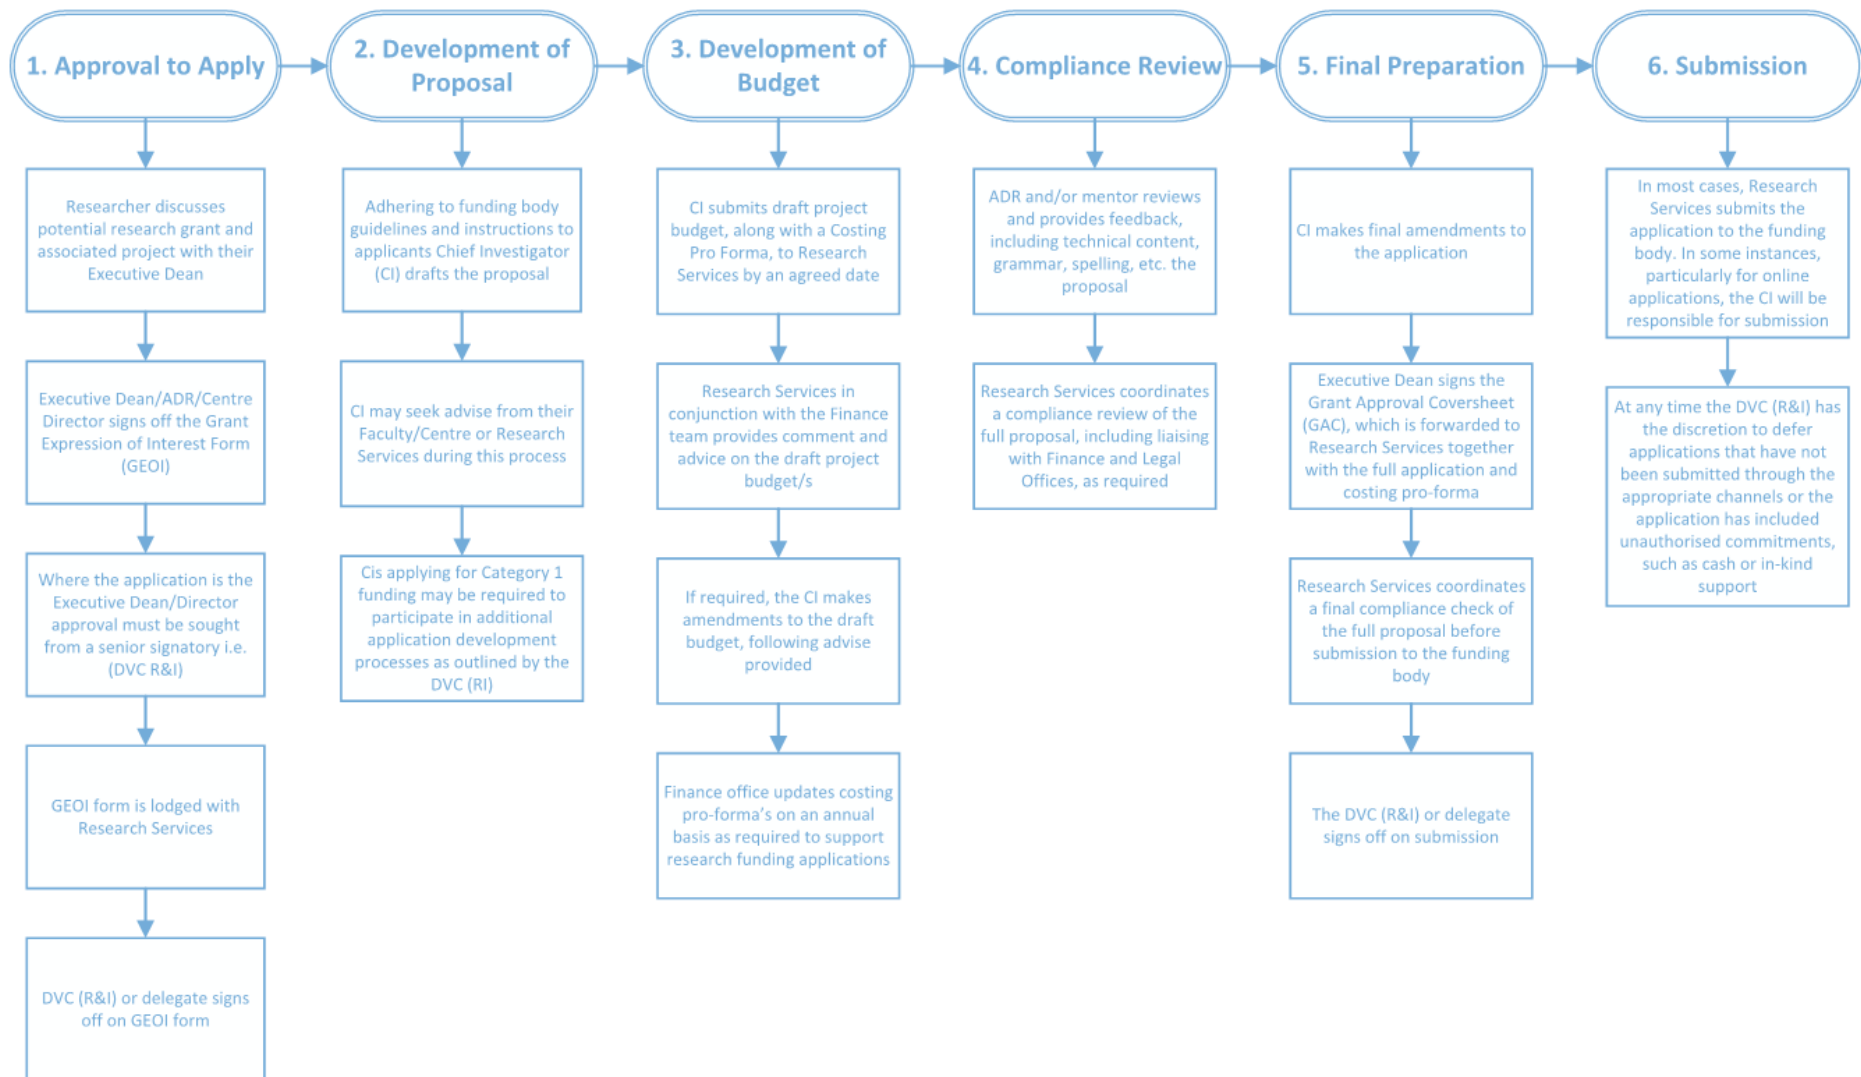 1. Approval to Apply
Researcher discusses
potential research grant and
associated project with their
Executive Dean
Executive Dean/ADR/Centre
Director signs off the Grant
Expression of Interest Form
(GEOI)
Where the application is the
Executive Dean/Director
approval must be sought
from a senior signatory i.e.
(DVC R&I)
GEOI form is lodged with
Research Services
DVC (R&I) or delegate signs
off on GEOI form
2. Development of
Proposal
Adhering to funding body
guidelines and instructions to
applicants Chief Investigator
(CI) drafts the proposal
CI may seek advise from their
Faculty/Centre or Research
Services during this process
Cis applying for Category 1
funding may be required to
participate in additional
application development
processes as outlined by the
DVC (RI)
3. Development of
Budget
CI submits draft project
budget, along with a Costing
Pro Forma, to Research
Services by an agreed date
Research Services in
conjunction with the Finance
team provides comment and
advice on the draft project
budget/s
If required, the CI makes
amendments to the draft
budget, following advise
provided
Finance office updates costing
pro-forma's on an annual
basis as required to support
research funding applications
4. Compliance Review
ADR and/or mentor reviews
and provides feedback,
including technical content,
grammar, spelling, etc. the
proposal
Research Services coordinates
a compliance review of the
full proposal, including liaising
with Finance and Legal
Offices, as required
5. Final Preparation
CI makes final amendments to
the application
Executive Dean signs the
Grant Approval Coversheet
(GAC), which is forwarded to
Research Services together
with the full application and
costing pro-forma
Research Services coordinates
a final compliance check of
the full proposal before
submission to the funding
body
The DVC (R&I) or delegate
signs off on submission
6. Submission
In most cases, Research
Services submits the
application to the funding
body. In some instances,
particularly for online
applications, the CI will be
responsible for submission
At any time the DVC (R&I) has
the discretion to defer
applications that have not
been submitted through the
appropriate channels or the
application has included
unauthorised commitments,
such as cash or in-kind
support